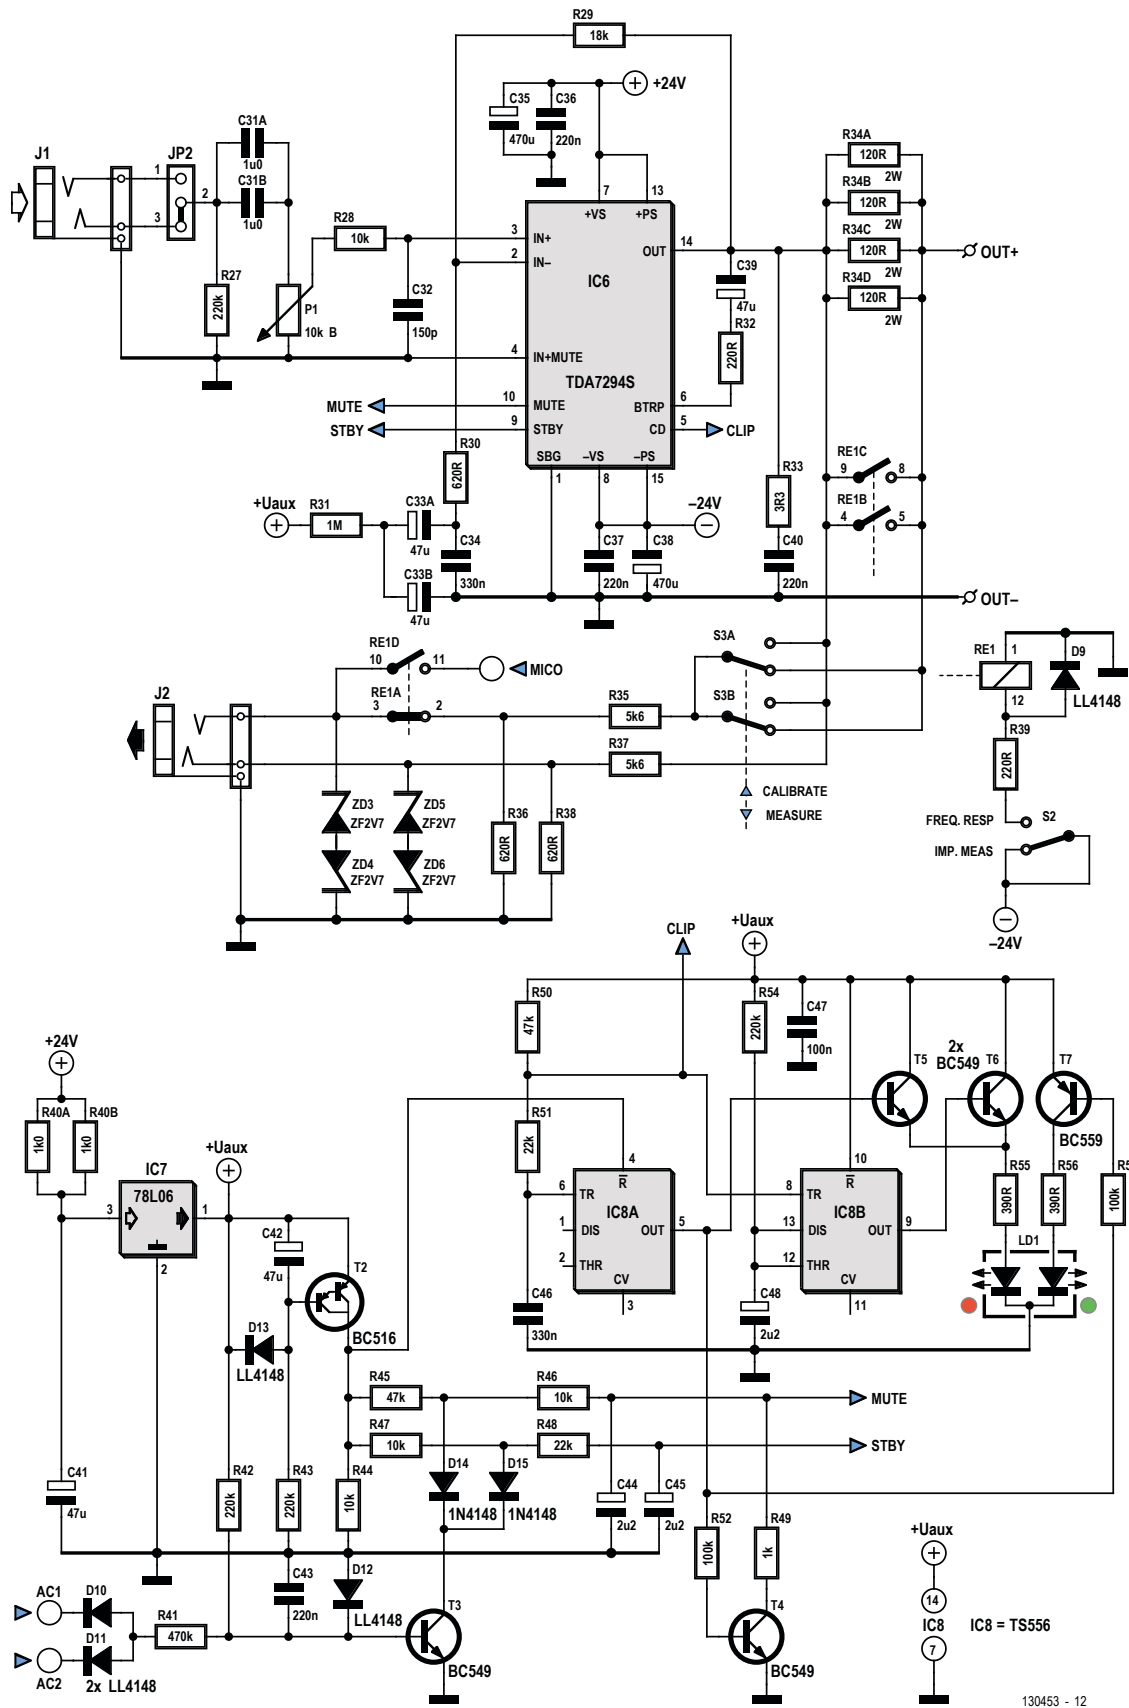 R29
18k
+24V
C35
470u
C36
220n
C31A
1u0
C31B
1u0
J1
JP2
1
2
3
R28
10k
R27
220k
P1
10k B
C32
150p
7
13
+VS
+PS
3
IN+
2
IN–
OUT
14
IC6
4
IN+MUTE
TDA7294S
MUTE
10
MUTE
BTRP
6
STBY
9
STBY
CD
5
CLIP
SBG
–VS
–PS
1
8
15
C39
47u
R32
220R
R34A
120R
2W
R34B
120R
2W
R34C
120R
2W
R34D
120R
2W
OUT+
R30
620R
+Uaux
R31
1M
C33A
47u
C33B
47u
C34
330n
–24V
C37
220n
C38
470u
R33
3R3
C40
220n
RE1C
9
8
RE1B
4
5
OUT–
RE1D
10
11
MICO
RE1A
3
2
J2
S3A
S3B
R35
5k6
R37
5k6
CALIBRATE
MEASURE
ZD3
ZF2V7
ZD4
ZF2V7
ZD5
ZF2V7
ZD6
ZF2V7
R36
620R
R38
620R
RE1
1
12
D9
LL4148
R39
220R
FREQ. RESP
S2
IMP. MEAS
–24V
CLIP
+Uaux
R50
47k
R54
220k
C47
100n
T5
2x
BC549
T6
T7
BC559
+24V
R40A
1k0
R40B
1k0
IC7
78L06
3
1
2
+Uaux
R51
22k
4
R
6
TR
1
DIS
IC8A
OUT
5
2
THR
CV
3
10
R
8
TR
13
DIS
IC8B
OUT
9
12
THR
CV
11
R55
390R
R56
390R
R5
100k
LD1
C42
47u
T2
BC516
D13
LL4148
C46
330n
C48
2u2
R45
47k
R46
10k
MUTE
R47
10k
R48
22k
STBY
C41
47u
R42
220k
R43
220k
R44
10k
D14
1N4148
D15
1N4148
C44
2u2
C45
2u2
R52
100k
R49
1k
+Uaux
14
IC8
7
IC8 = TS556
AC1
D10
D11
AC2
2x LL4148
R41
470k
C43
220n
D12
LL4148
T3
BC549
T4
BC549
130453 - 12